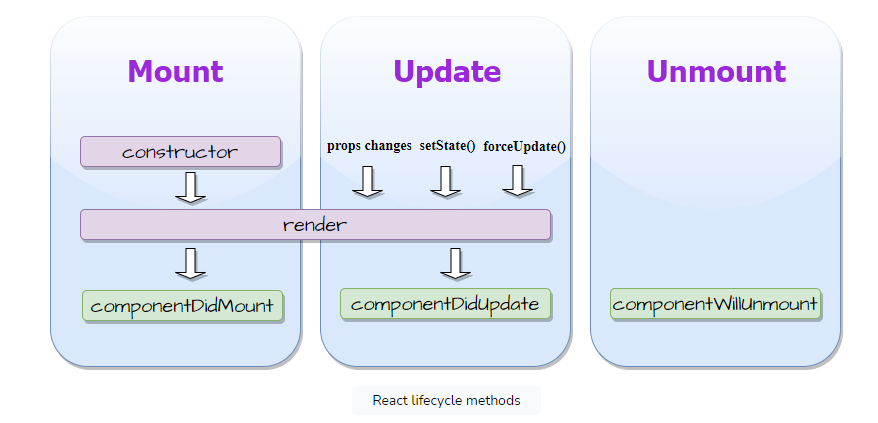 Mount
Update
Unmount
constructor
props changes setState() forceUpdate()
render
componentDidMount
componentDidUpdate
componentWillUnmount
React lifecycle methods